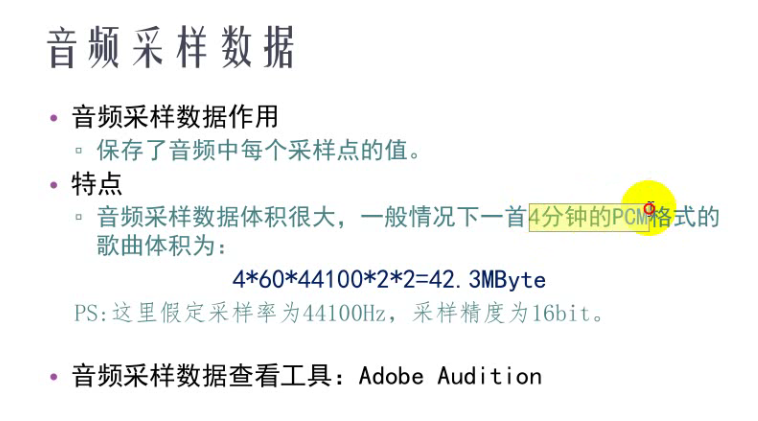 音频采样数据
音频采样数据作用
保存了音频中每个采样点的值。
特点
音频采样数据体积很大，一般情况下一首4分钟的PCM格式的
歌曲体积为：
4*60*44100*2*2=42.3MByte
PS:这里假定采样率为44100Hz，采样精度为16bit。
音频采样数据查看工具：Adobe Audition